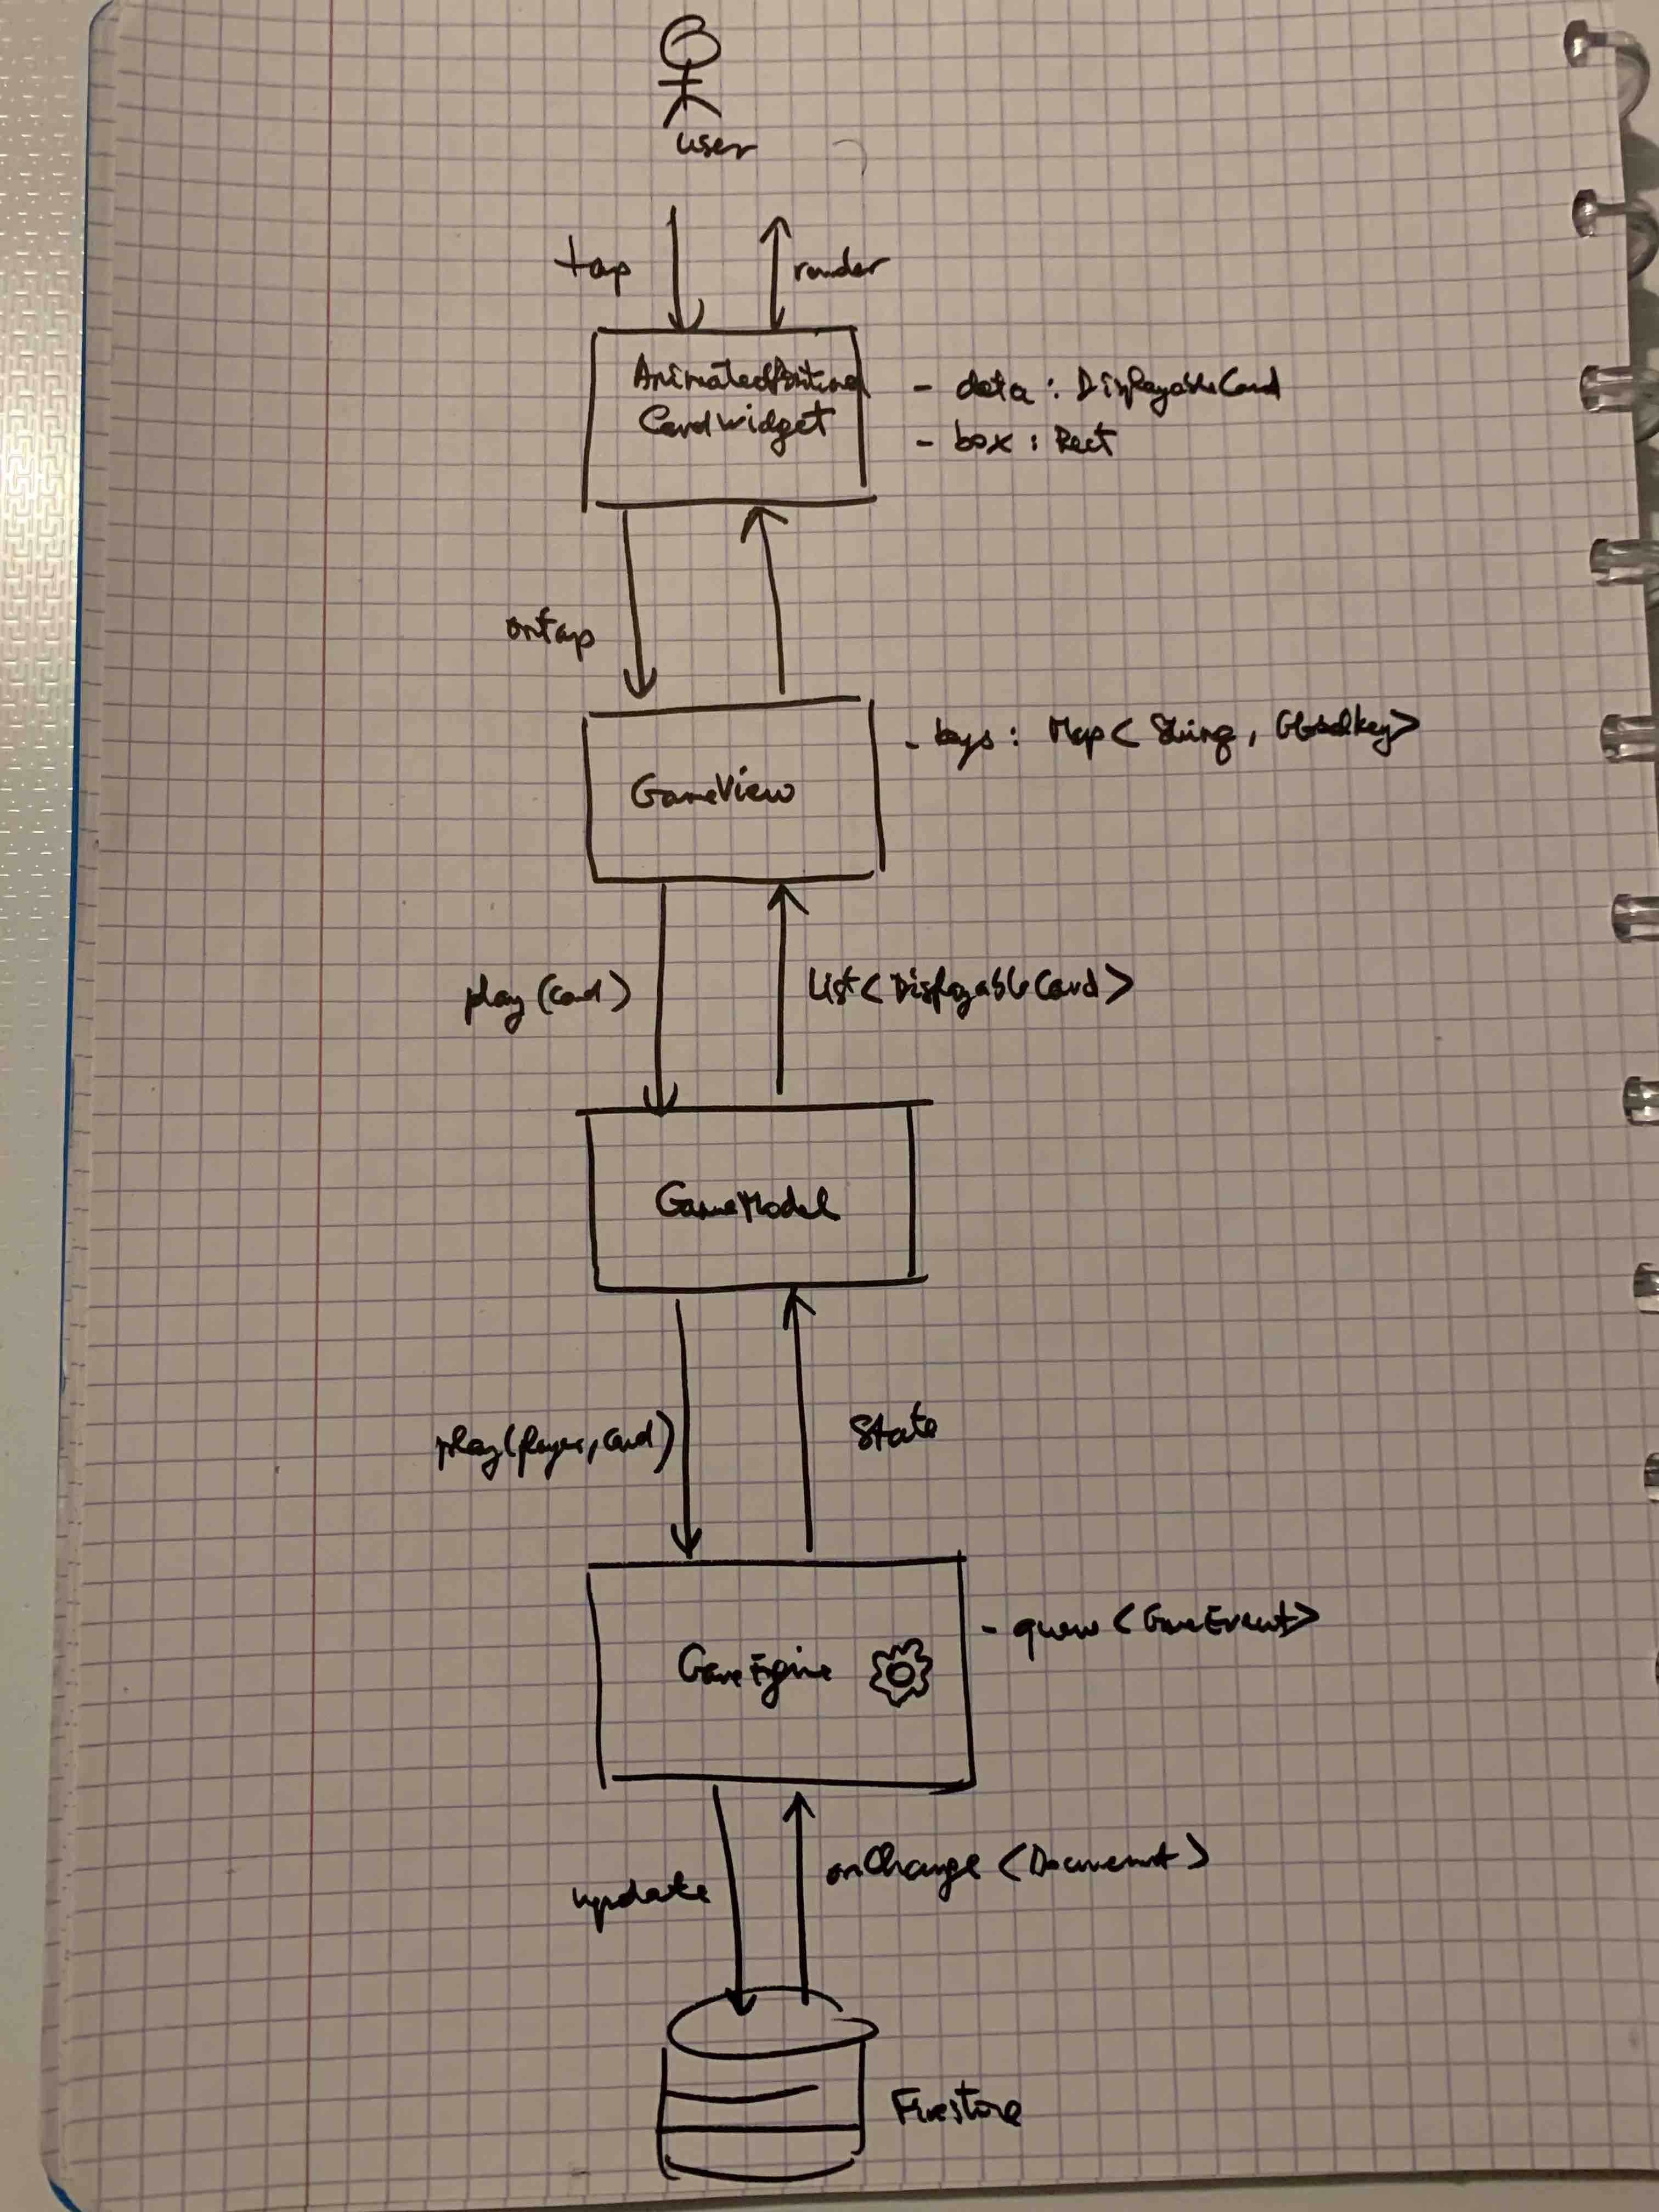 user
tap
render
AnimatedPositioned
CardWidget
- data : DisplayableCard
- box : Rect
ontap
- keys : Map < String, GlobalKey >
GameView
play (card)
List < DisplayableCard >
GameModel
play (player, card)
State
- queue < GameEvent >
GameEngine
update
onChange < Document >
Firestore